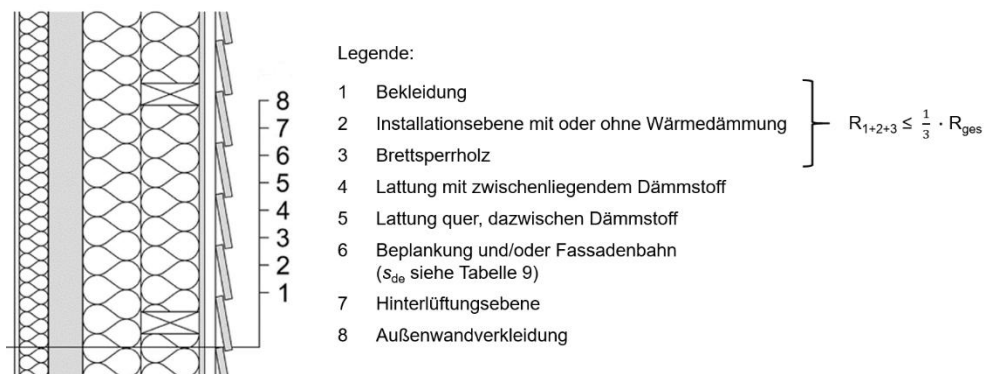 8
7
6
5
4
3
2
1
Legende:
1 Bekleidung
2 Installationsebene mit oder ohne Wärmedämmung
3 Brettsperrholz
R₁₊₂₊₃ ≤ 1/3 · Rges
4 Lattung mit zwischenliegendem Dämmstoff
5 Lattung quer, dazwischen Dämmstoff
6 Beplankung und/oder Fassadenbahn
(sde siehe Tabelle 9)
7 Hinterlüftungsebene
8 Außenwandverkleidung